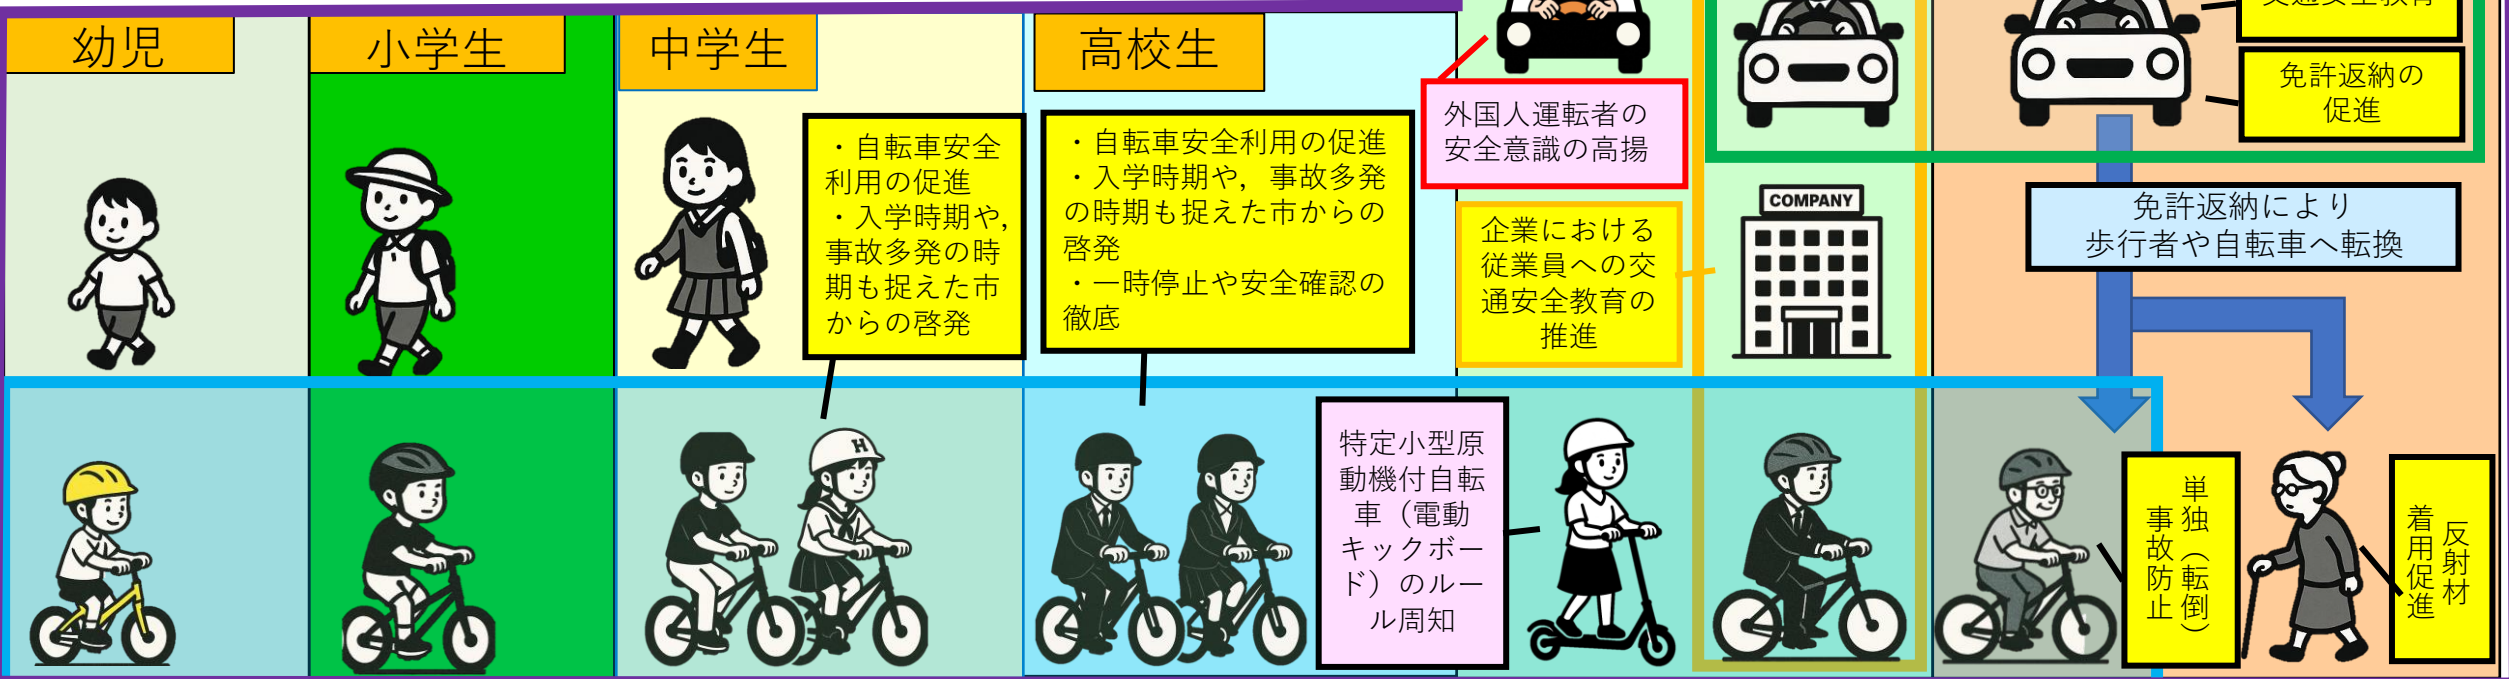 幼児
小学生
中学生
高校生
・自転車安全
利用の促進
・入学時期や,
事故多発の時
期も捉えた市
からの啓発
・自転車安全利用の促進
・入学時期や，事故多発
の時期も捉えた市からの
啓発
・一時停止や安全確認の
徹底
外国人運転者の
安全意識の高揚
企業における
従業員への交
通安全教育の
推進
COMPANY
交通安全教育
免許返納の
促進
免許返納により
歩行者や自転車へ転換
H
特定小型原
動機付自転
車（電動
キックボー
ド）のルー
ル周知
単独（転倒）
事故防止
反射材
着用促進